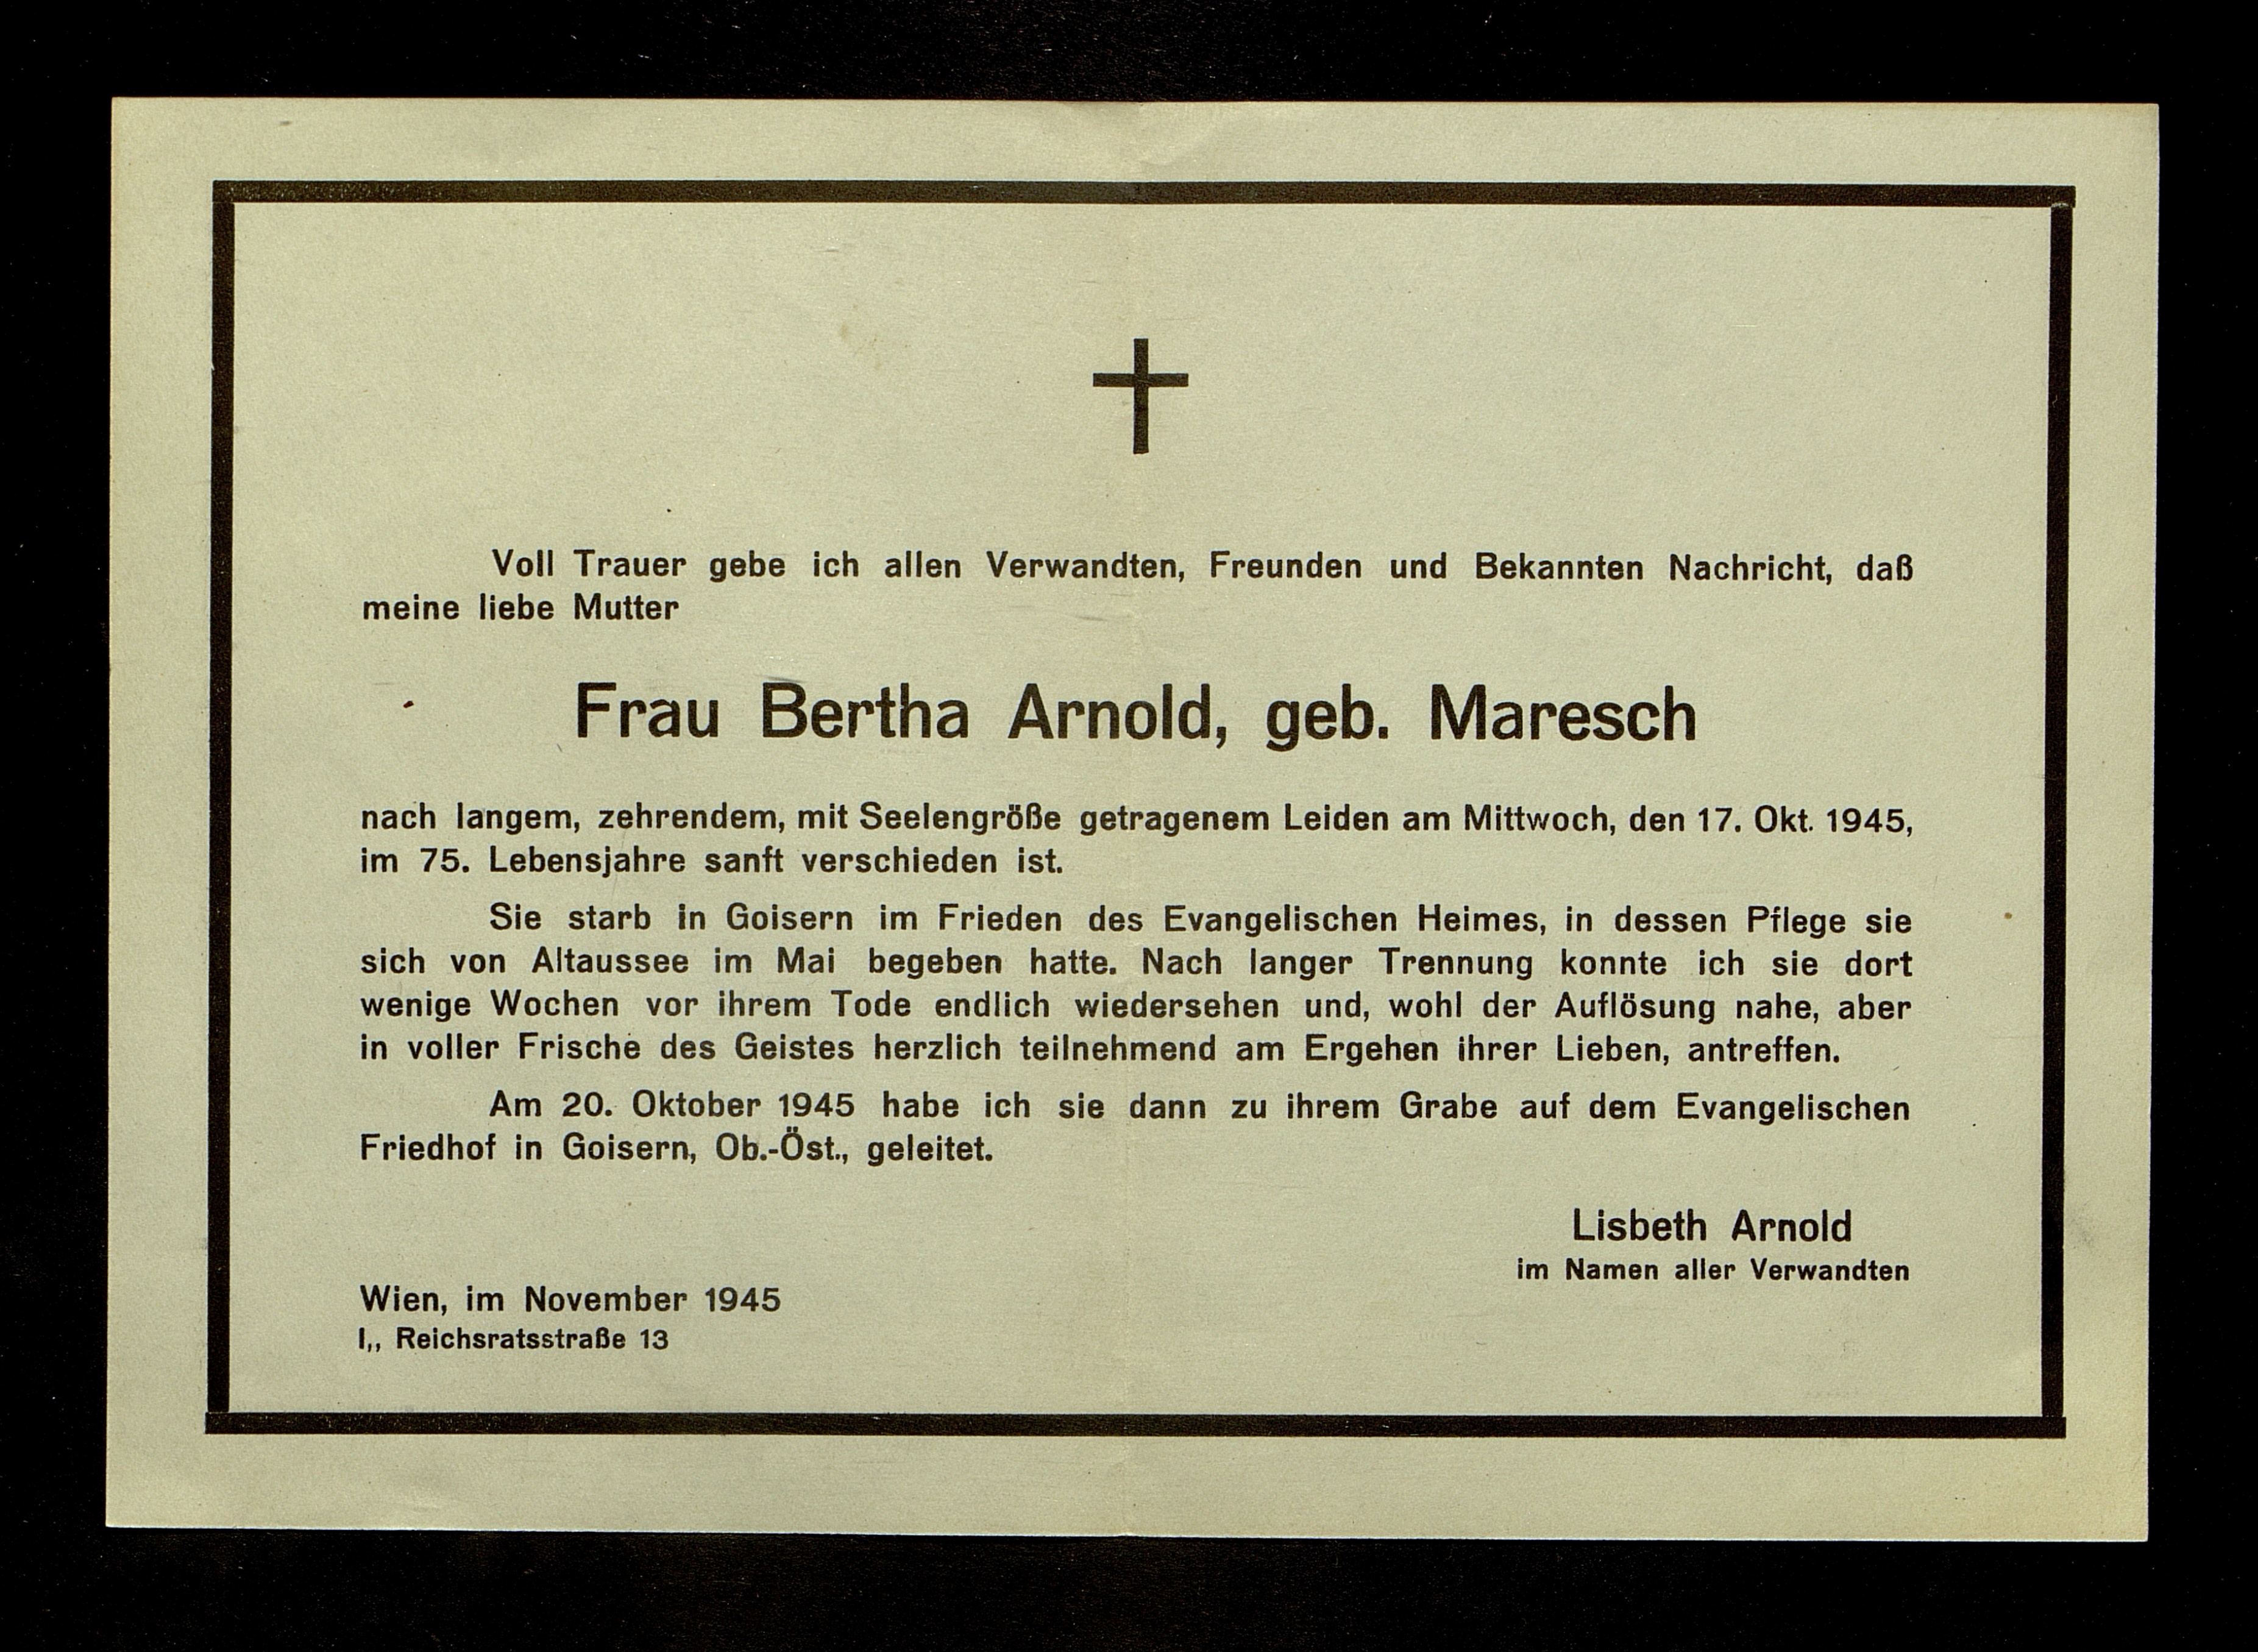 Voll Trauer gebe ich allen Verwandten, Freunden und Bekannten Nachricht, daß
meine liebe Mutter
Frau Bertha Arnold, geb. Maresch
nach langem, zehrendem, mit Seelengröße getragenem Leiden am Mittwoch, den 17. Okt. 1945,
im 75. Lebensjahre sanft verschieden ist.
Sie starb in Goisern im Frieden des Evangelischen Heimes, in dessen Pflege sie
sich von Altaussee im Mai begeben hatte. Nach langer Trennung konnte ich sie dort
wenige Wochen vor ihrem Tode endlich wiedersehen und, wohl der Auflösung nahe, aber
in voller Frische des Geistes herzlich teilnehmend am Ergehen ihrer Lieben, antreffen.
Am 20. Oktober 1945 habe ich sie dann zu ihrem Grabe auf dem Evangelischen
Friedhof in Goisern, Ob.-Öst., geleitet.
Lisbeth Arnold
im Namen aller Verwandten
Wien, im November 1945
I,, Reichsratsstraße 13